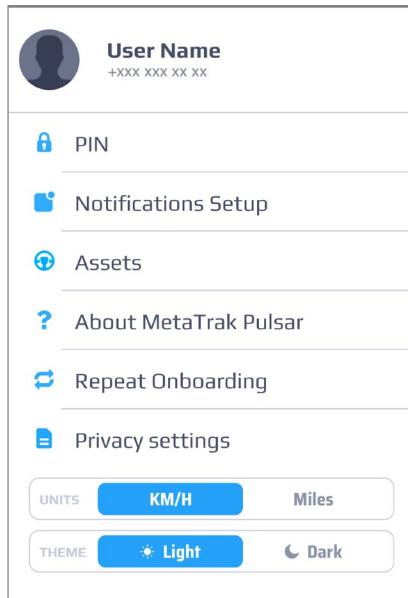 User Name
+xxx xxx xx xx
PIN
Notifications Setup
Assets
? About MetaTrak Pulsar
Repeat Onboarding
Privacy settings
UNITS KM/H Miles
THEME Light Dark